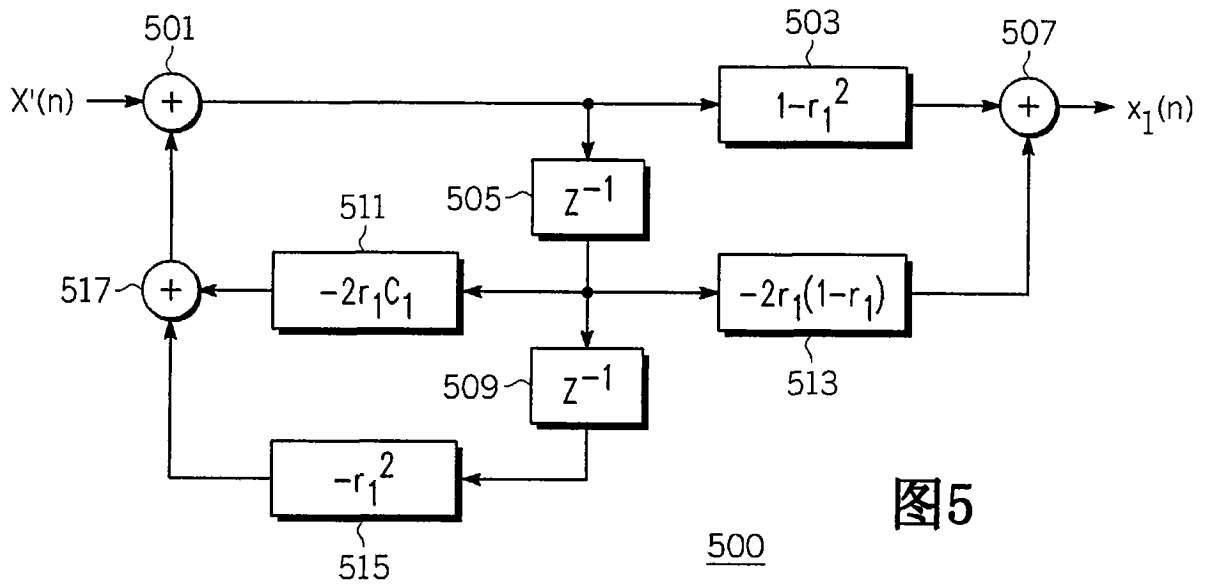 501
503
507
X'(n)
+
1-r₁²
+
x₁(n)
505
Z⁻¹
511
517
+
-2r₁C₁
-2r₁(1-r₁)
509
Z⁻¹
513
-r₁²
515
图5
500